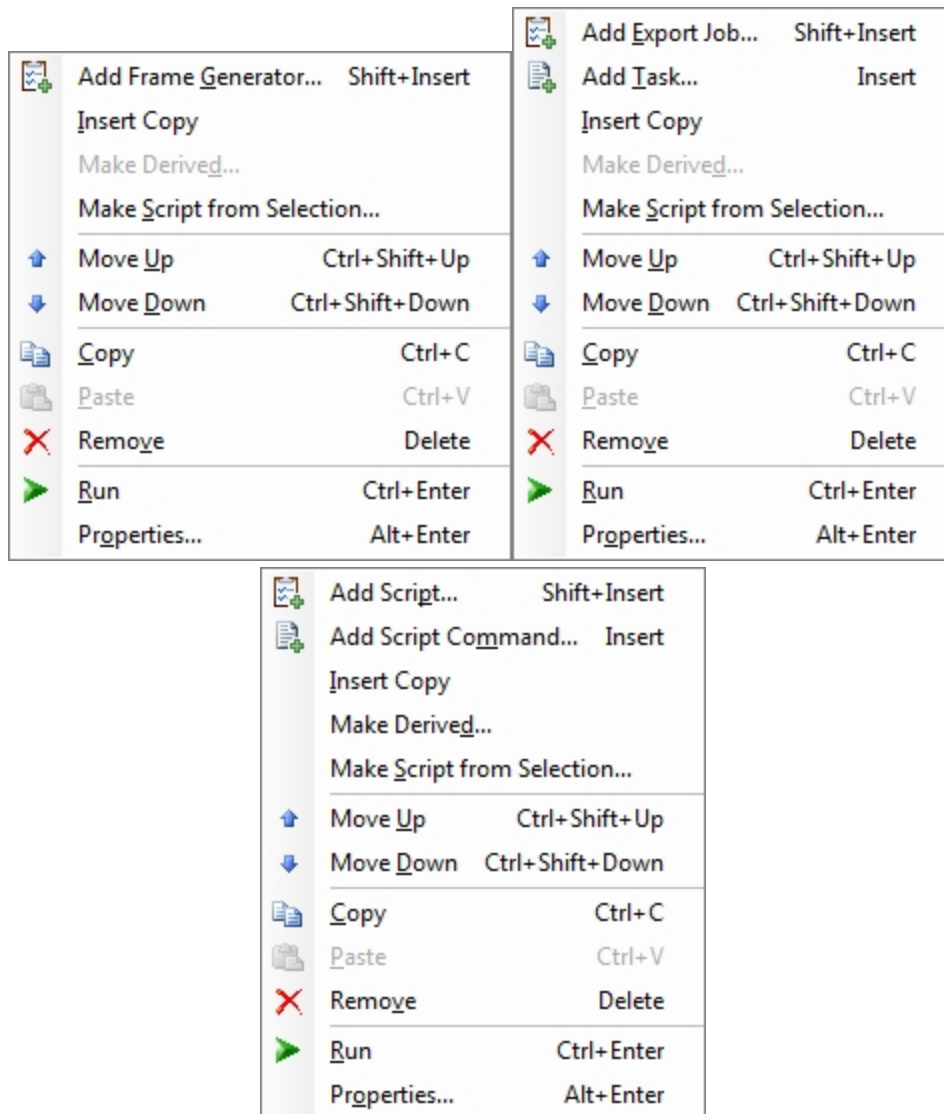 Add Frame Generator... Shift+Insert
Insert Copy
Make Derived...
Make Script from Selection...
Move Up Ctrl+Shift+Up
Move Down Ctrl+Shift+Down
Copy Ctrl+C
Paste Ctrl+V
Remove Delete
Run Ctrl+Enter
Properties... Alt+Enter
Add Export Job... Shift+Insert
Add Task... Insert
Insert Copy
Make Derived...
Make Script from Selection...
Move Up Ctrl+Shift+Up
Move Down Ctrl+Shift+Down
Copy Ctrl+C
Paste Ctrl+V
Remove Delete
Run Ctrl+Enter
Properties... Alt+Enter
Add Script... Shift+Insert
Add Script Command... Insert
Insert Copy
Make Derived...
Make Script from Selection...
Move Up Ctrl+Shift+Up
Move Down Ctrl+Shift+Down
Copy Ctrl+C
Paste Ctrl+V
Remove Delete
Run Ctrl+Enter
Properties... Alt+Enter